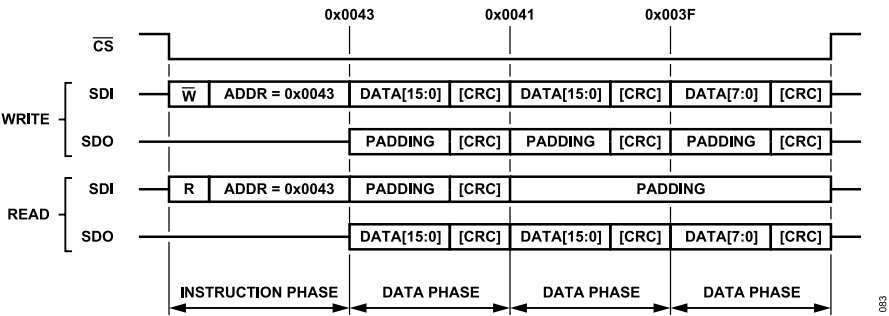 0x0043 0x0041 0x003F
CS
SDI W ADDR = 0x0043 DATA[15:0] [CRC] DATA[15:0] [CRC] DATA[7:0] [CRC]
WRITE
SDO PADDING [CRC] PADDING [CRC] PADDING [CRC]
SDI R ADDR = 0x0043 PADDING [CRC] PADDING
READ
SDO DATA[15:0] [CRC] DATA[15:0] [CRC] DATA[7:0] [CRC]
INSTRUCTION PHASE DATA PHASE DATA PHASE DATA PHASE
083